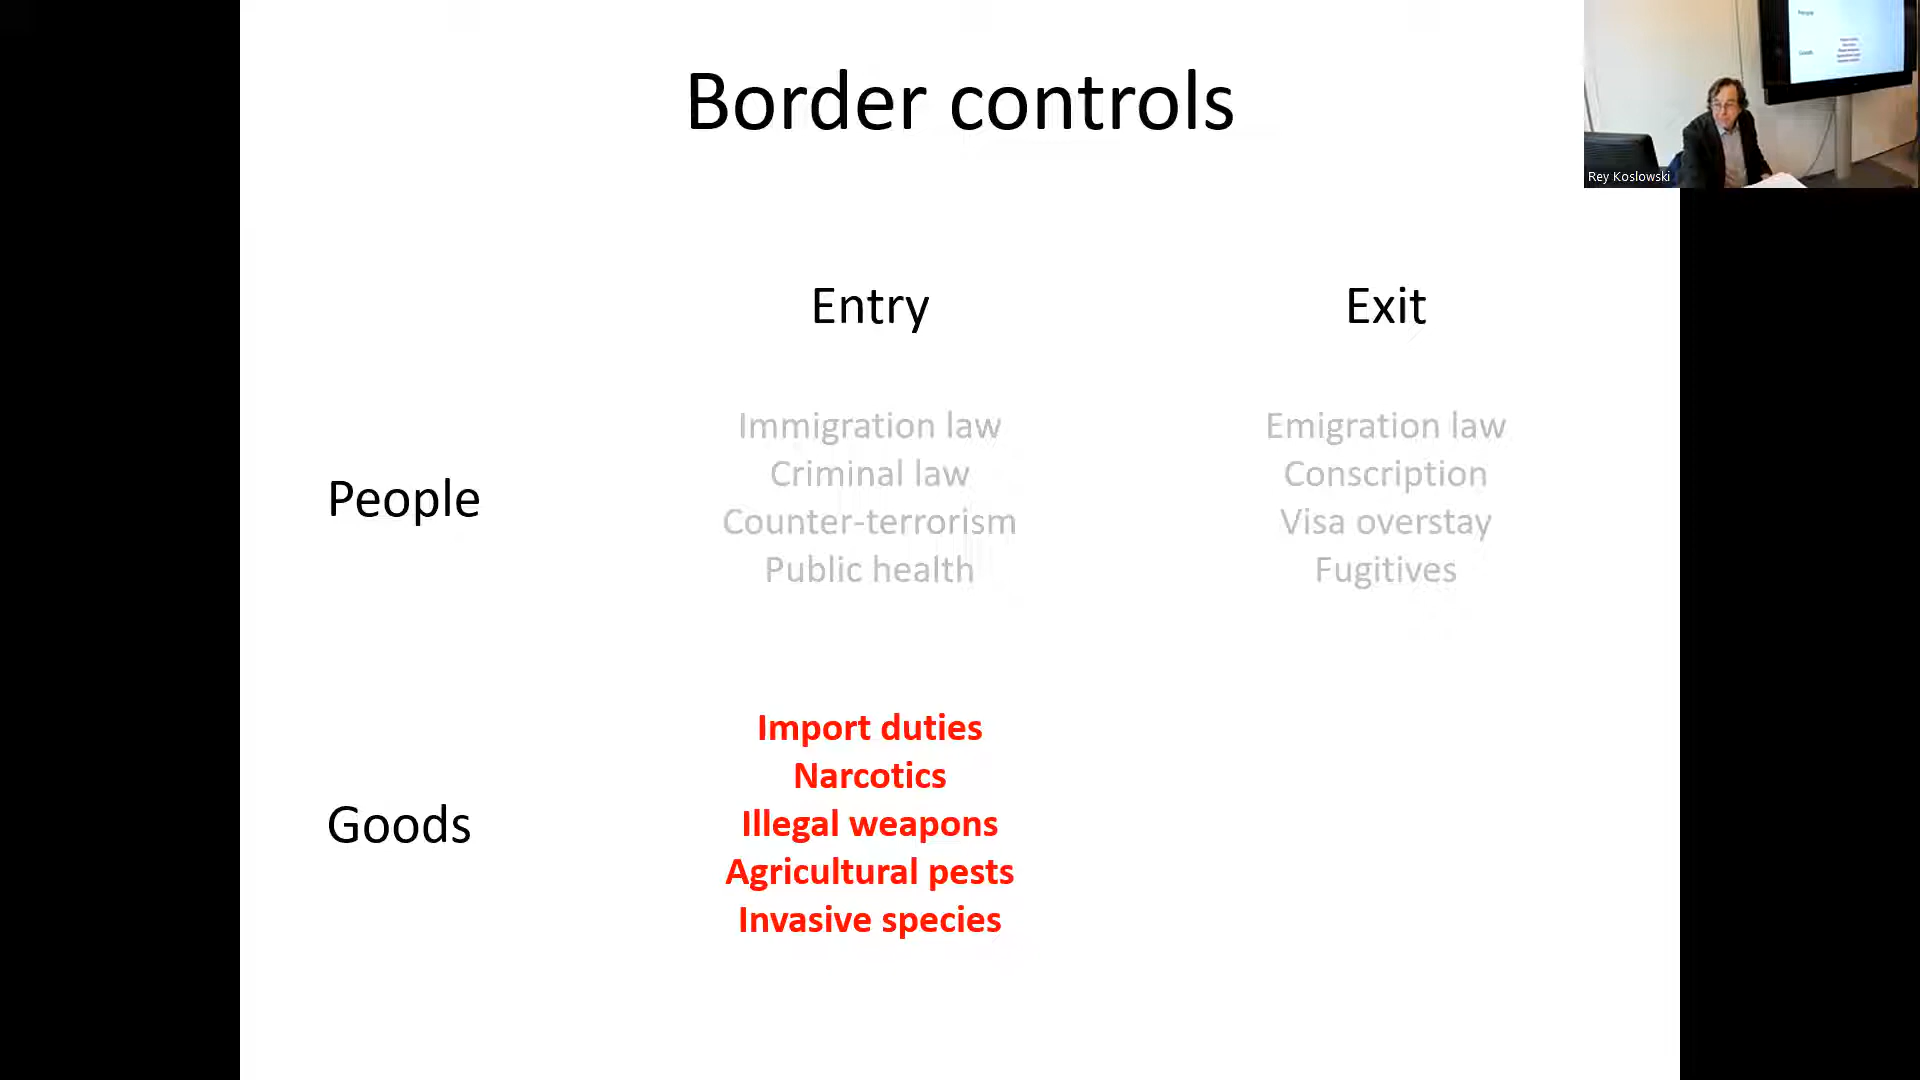 Border controls
Rey Koslowski
Entry
Exit
People
Immigration law
Criminal law
Counter-terrorism
Public health
Emigration law
Conscription
Visa overstay
Fugitives
Goods
Import duties
Narcotics
Illegal weapons
Agricultural pests
Invasive species